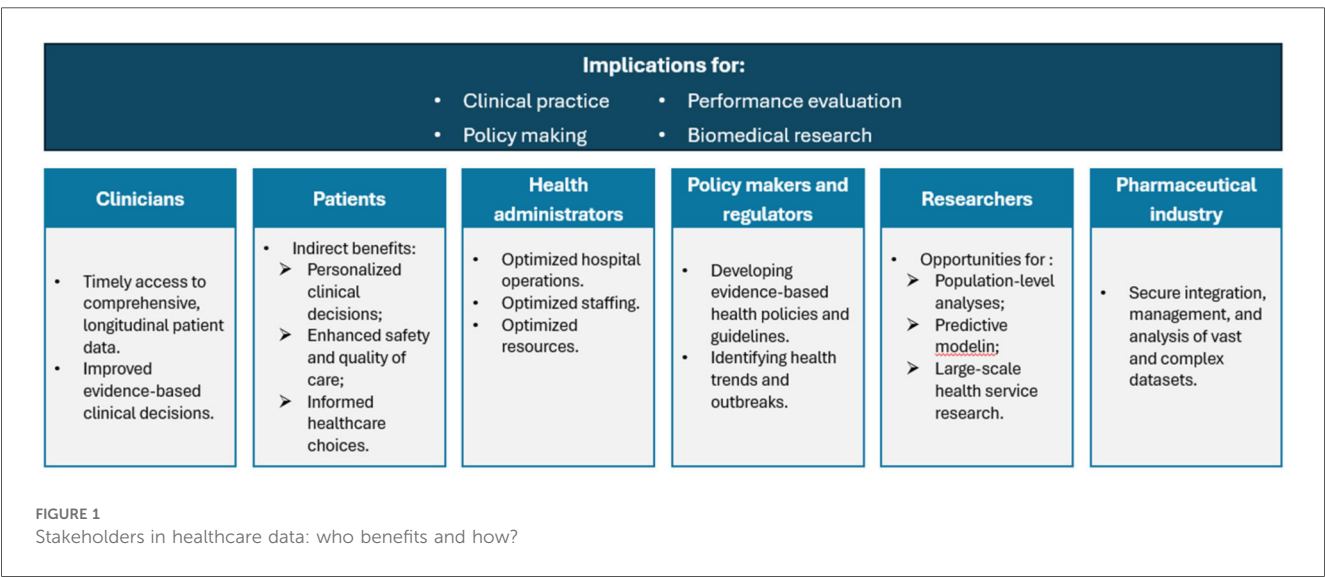 Implications for:
• Clinical practice
• Performance evaluation
• Policy making
• Biomedical research
Clinicians
• Timely access to
comprehensive,
longitudinal patient
data.
• Improved
evidence-based
clinical decisions.
Patients
• Indirect benefits:
➢ Personalized
clinical
decisions;
➢ Enhanced safety
and quality of
care;
➢ Informed
healthcare
choices.
Health
administrators
• Optimized hospital
operations.
• Optimized staffing.
• Optimized
resources.
Policy makers and
regulators
• Developing
evidence-based
health policies and
guidelines.
• Identifying health
trends and
outbreaks.
Researchers
• Opportunities for :
➢ Population-level
analyses;
➢ Predictive
modelin;
➢ Large-scale
health service
research.
Pharmaceutical
industry
• Secure integration,
management, and
analysis of vast
and complex
datasets.
FIGURE 1
Stakeholders in healthcare data: who benefits and how?